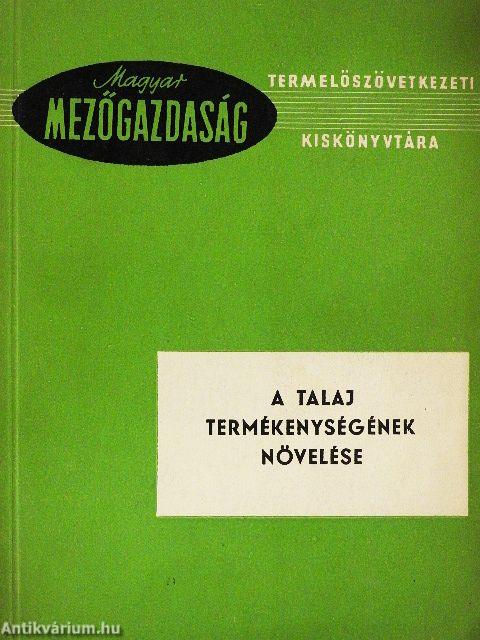 Magyar
MEZŐGAZDASÁG
TERMELŐSZÖVETKEZETI
KISKÖNYVTÁRA
A TALAJ
TERMÉKENYSÉGÉNEK
NÖVELÉSE
Antikvárium.hu